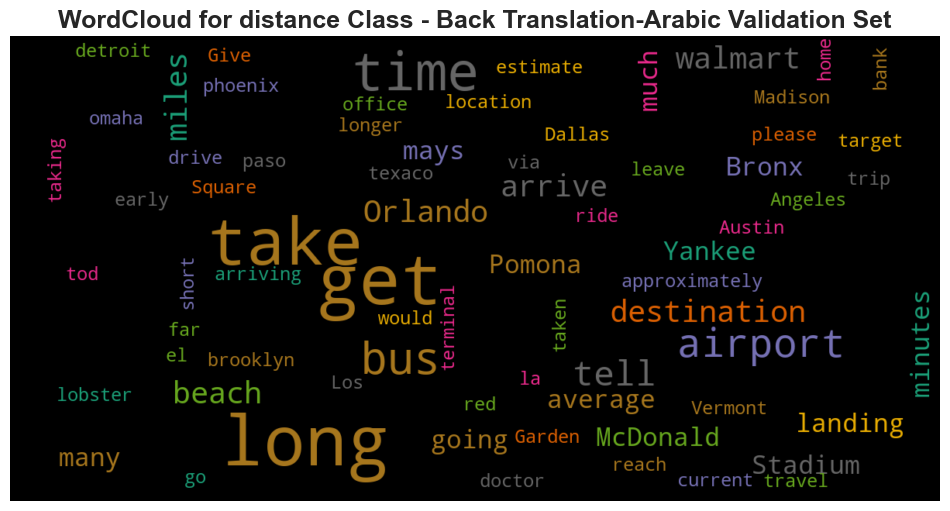 WordCloud for distance Class - Back Translation-Arabic Validation Set
detroit
Give
miles
phoenix
time
estimate
much
walmart
home
bank
omaha
office
longer
location
Madison
Dallas
please
target
taking
drive
paso
mays
texaco
via
leave
Bronx
trip
early
Square
arrive
Angeles
Orlando
ride
Austin
take
Yankee
tod
short
arriving
get
Pomona
approximately
far
would
terminal
taken
destination
minutes
el
brooklyn
bus
airport
Los
la
tell
lobster
beach
red
average
Vermont
long
going
Garden
McDonald
landing
many
go
doctor
reach
current
Stadium
travel